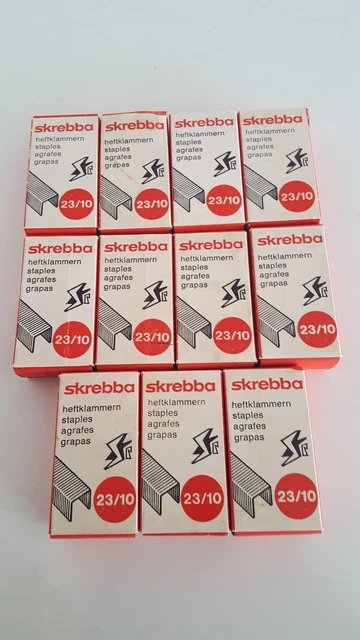 skrebba
heftklammern
staples
agrafes
grapas
23/10
skrebba
heftklammern
staples
agrafes
grapas
23/10
skrebba
heftklammern
staples
agrafes
grapas
23/10
skrebba
heftklammern
staples
agrafes
grapas
23/10
skrebba
heftklammern
staples
agrafes
grapas
23/10
skrebba
heftklammern
staples
agrafes
grapas
23/10
skrebba
heftklammern
staples
agrafes
grapas
23/10
skrebba
heftklammern
staples
agrafes
grapas
23/10
skrebba
heftklammern
staples
agrafes
grapas
23/10
skrebba
heftklammern
staples
agrafes
grapas
23/10
skrebba
heftklammern
staples
agrafes
grapas
23/10